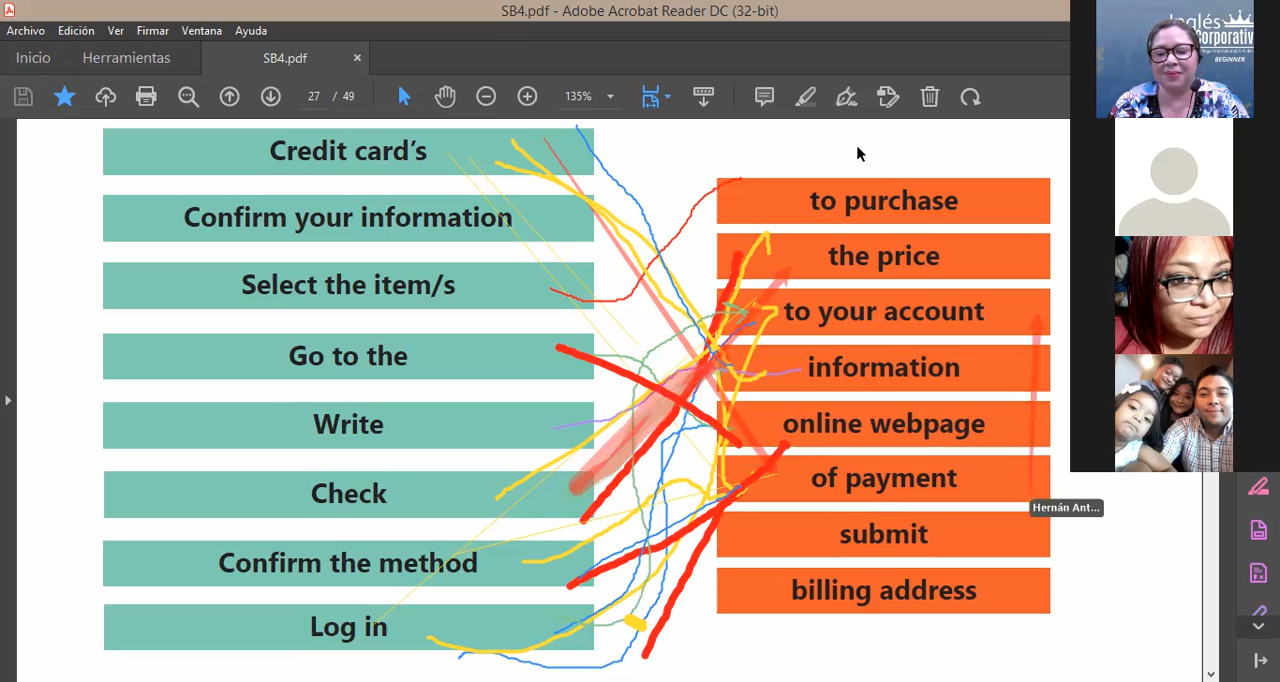 SB4.pdf - Adobe Acrobat Reader DC (32-bit)
Archivo Edición Ver Firmar Ventana Ayuda
Inicio Herramientas SB4.pdf ×
27 / 49 135%
Credit card's
Confirm your information
Select the item/s
Go to the
Write
Check
Confirm the method
Log in
to purchase
the price
to your account
information
online webpage
of payment
submit
billing address
Inglés
BEGINNER
Hernán Ant...